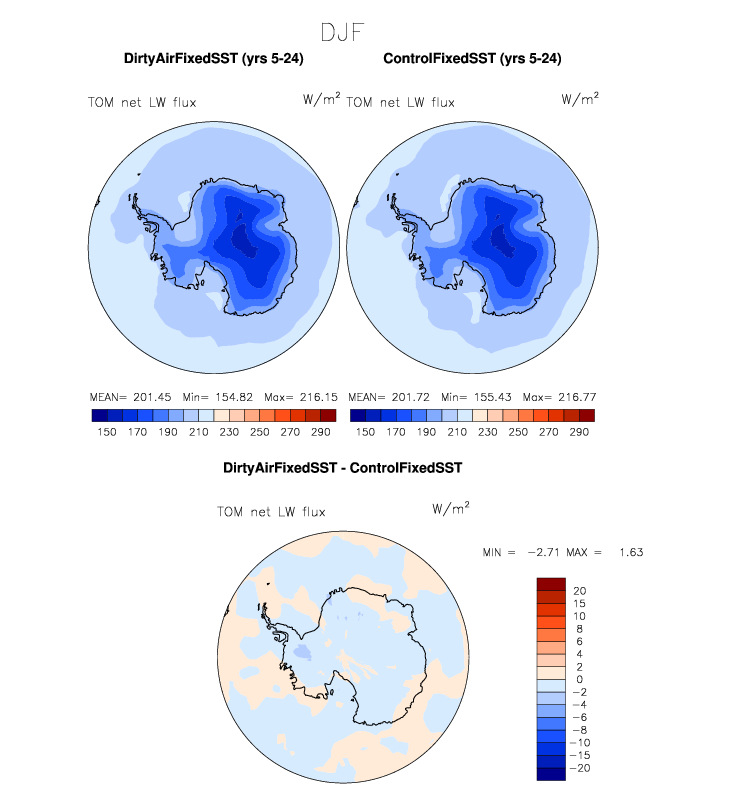 DJF
DirtyAirFixedSST (yrs 5-24) ControlFixedSST (yrs 5-24)
TOM net LW flux W/m² TOM net LW flux W/m²
MEAN= 201.45 Min= 154.82 Max= 216.15 MEAN= 201.72 Min= 155.43 Max= 216.77
150 170 190 210 230 250 270 290 150 170 190 210 230 250 270 290
DirtyAirFixedSST - ControlFixedSST
TOM net LW flux W/m²
MIN = −2.71 MAX = 1.63
20
15
10
8
6
4
2
0
−2
−4
−6
−8
−10
−15
−20